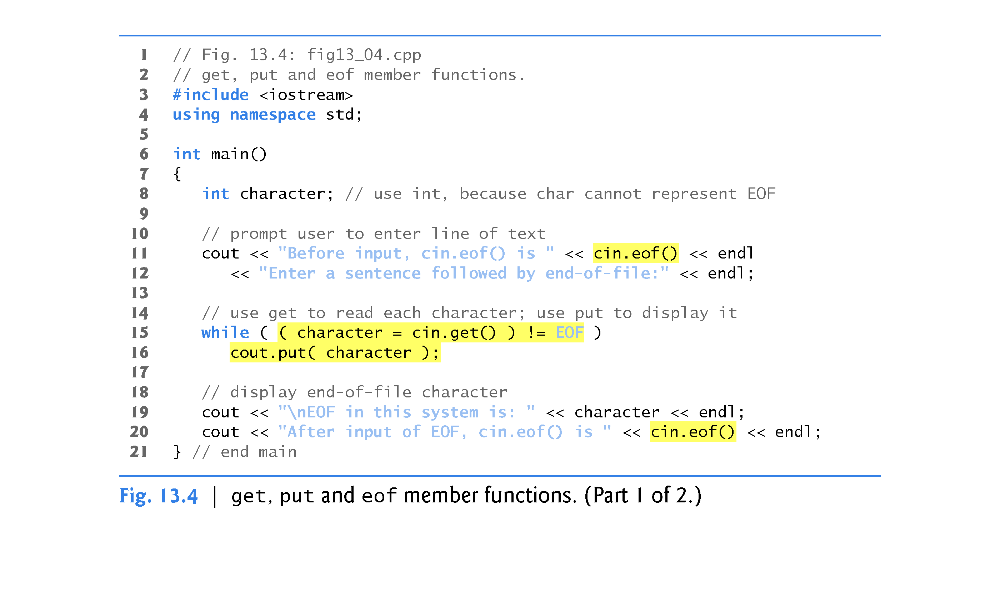 1 // Fig. 13.4: fig13_04.cpp
2 // get, put and eof member functions.
3 #include <iostream>
4 using namespace std;
5
6 int main()
7 {
8    int character; // use int, because char cannot represent EOF
9
10    // prompt user to enter line of text
11    cout << "Before input, cin.eof() is " << cin.eof() << endl
12       << "Enter a sentence followed by end-of-file:" << endl;
13
14    // use get to read each character; use put to display it
15    while ( ( character = cin.get() ) != EOF )
16       cout.put( character );
17
18    // display end-of-file character
19    cout << "\nEOF in this system is: " << character << endl;
20    cout << "After input of EOF, cin.eof() is " << cin.eof() << endl;
21 } // end main
Fig. 13.4 | get, put and eof member functions. (Part 1 of 2.)